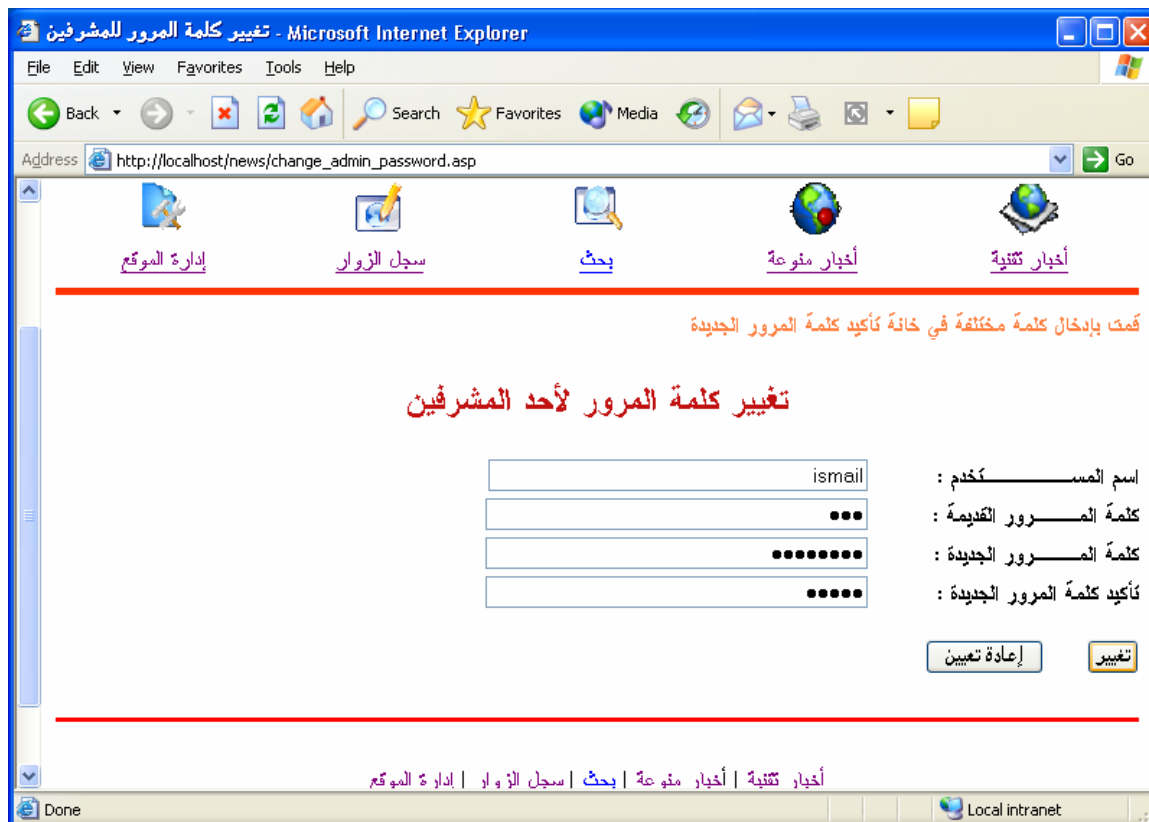 تغيير كلمة المرور للمشرفين - Microsoft Internet Explorer
File Edit View Favorites Tools Help
Back Search Favorites Media
Address http://localhost/news/change_admin_password.asp Go
أخبار تقنية أخبار منوعة بحث سجل الزوار إدارة الموقع
قمت بإدخال كلمة مختلفة في خانة تأكيد كلمة المرور الجديدة
تغيير كلمة المرور لأحد المشرفين
اسم المســــــــــــتخدم : ismail
كلمة المـــــــرور القديمة : •••
كلمة المـــــــرور الجديدة : ••••••••
تأكيد كلمة المرور الجديدة : •••••
تغيير إعادة تعيين
أخبار تقنية | أخبار منوعة | بحث | سجل الزوار | إدارة الموقع
Done Local intranet